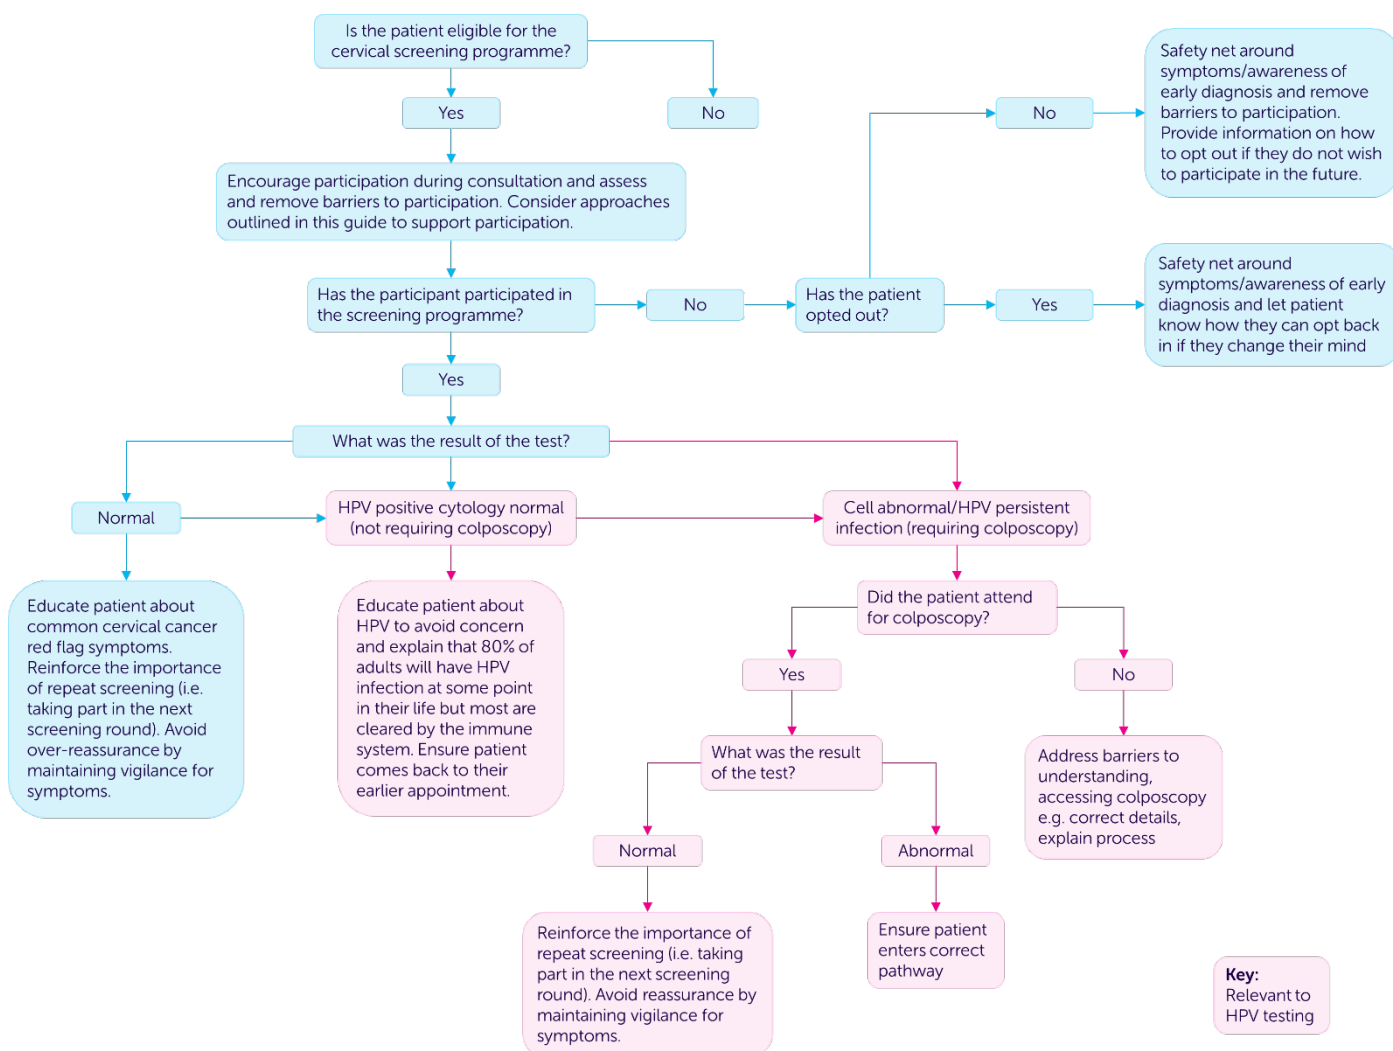 Is the patient eligible for the
cervical screening programme?
Yes
No
Encourage participation during consultation and assess
and remove barriers to participation. Consider approaches
outlined in this guide to support participation.
Has the participant participated in
the screening programme?
No
Has the patient
opted out?
No
Safety net around
symptoms/awareness of
early diagnosis and remove
barriers to participation.
Provide information on how
to opt out if they do not wish
to participate in the future.
Yes
Safety net around
symptoms/awareness of early
diagnosis and let patient
know how they can opt back
in if they change their mind
Yes
What was the result of the test?
Normal
HPV positive cytology normal
(not requiring colposcopy)
Cell abnormal/HPV persistent
infection (requiring colposcopy)
Educate patient about
common cervical cancer
red flag symptoms.
Reinforce the importance
of repeat screening (i.e.
taking part in the next
screening round). Avoid
over-reassurance by
maintaining vigilance for
symptoms.
Educate patient about
HPV to avoid concern
and explain that 80% of
adults will have HPV
infection at some point
in their life but most are
cleared by the immune
system. Ensure patient
comes back to their
earlier appointment.
Did the patient attend
for colposcopy?
Yes
No
What was the result
of the test?
Address barriers to
understanding,
accessing colposcopy
e.g. correct details,
explain process
Normal
Abnormal
Reinforce the importance of
repeat screening (i.e. taking
part in the next screening
round). Avoid reassurance by
maintaining vigilance for
symptoms.
Ensure patient
enters correct
pathway
Key:
Relevant to
HPV testing